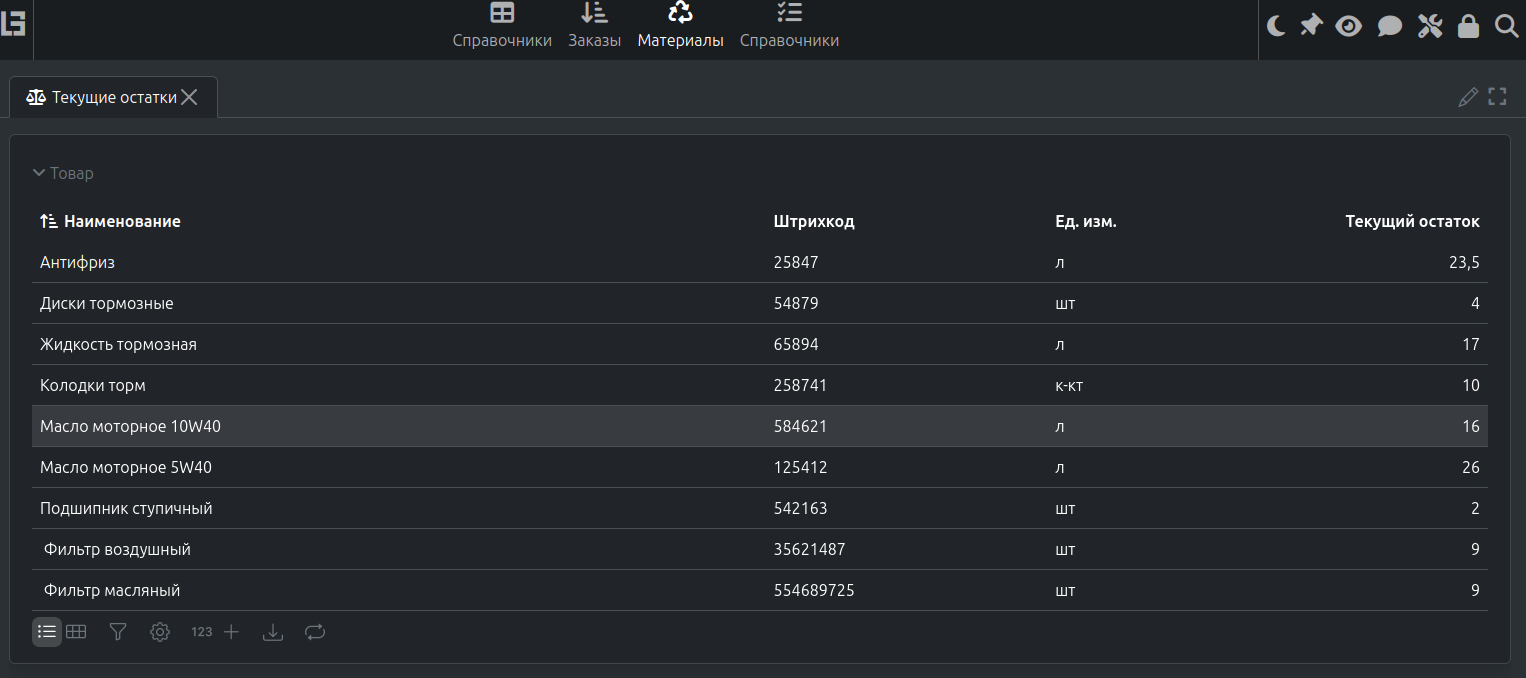 Справочники Заказы Материалы Справочники
Текущие остатки
Товар
Наименование Штрихкод Ед. изм. Текущий остаток
Антифриз 25847 л 23,5
Диски тормозные 54879 шт 4
Жидкость тормозная 65894 л 17
Колодки торм 258741 к-кт 10
Масло моторное 10W40 584621 л 16
Масло моторное 5W40 125412 л 26
Подшипник ступичный 542163 шт 2
Фильтр воздушный 35621487 шт 9
Фильтр масляный 554689725 шт 9
123